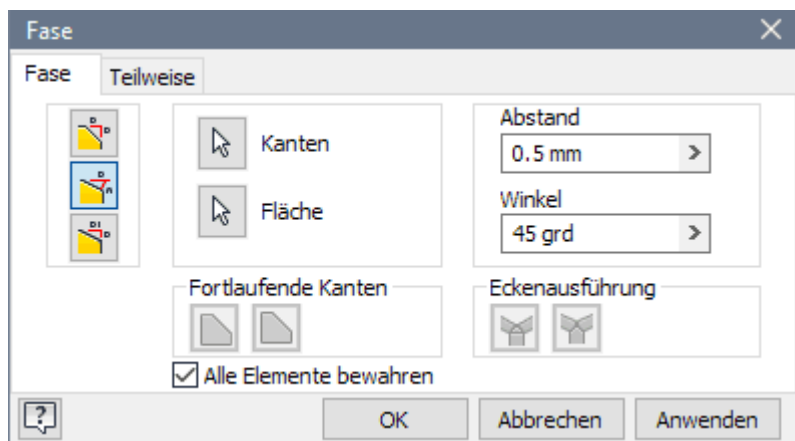 Fase
Fase Teilweise
Kanten
Fläche
Abstand
0.5 mm
Winkel
45 grd
Fortlaufende Kanten
Eckenausführung
Alle Elemente bewahren
OK Abbrechen Anwenden